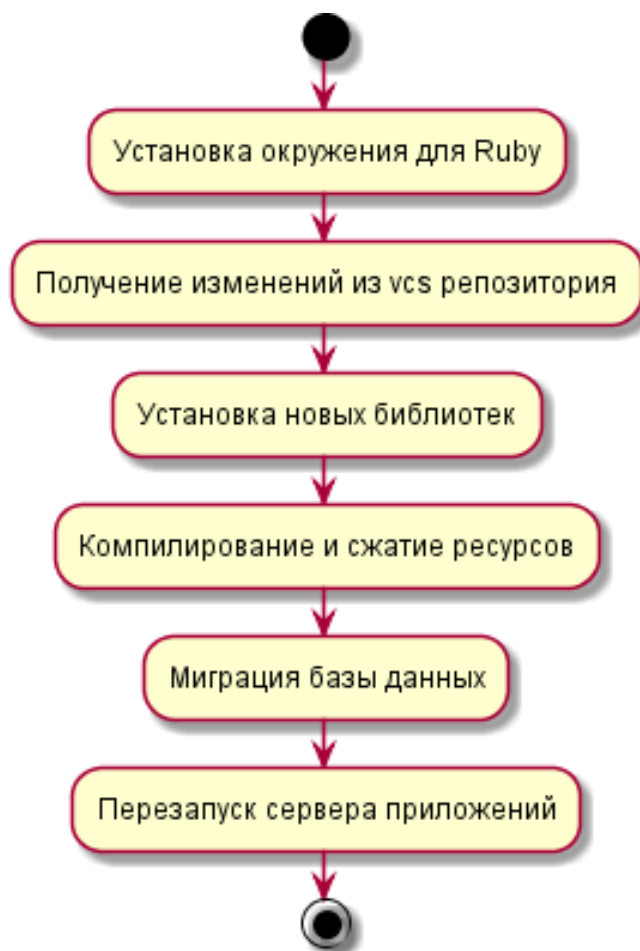 Установка окружения для Ruby
Получение изменений из vcs репозитория
Установка новых библиотек
Компилирование и сжатие ресурсов
Миграция базы данных
Перезапуск сервера приложений